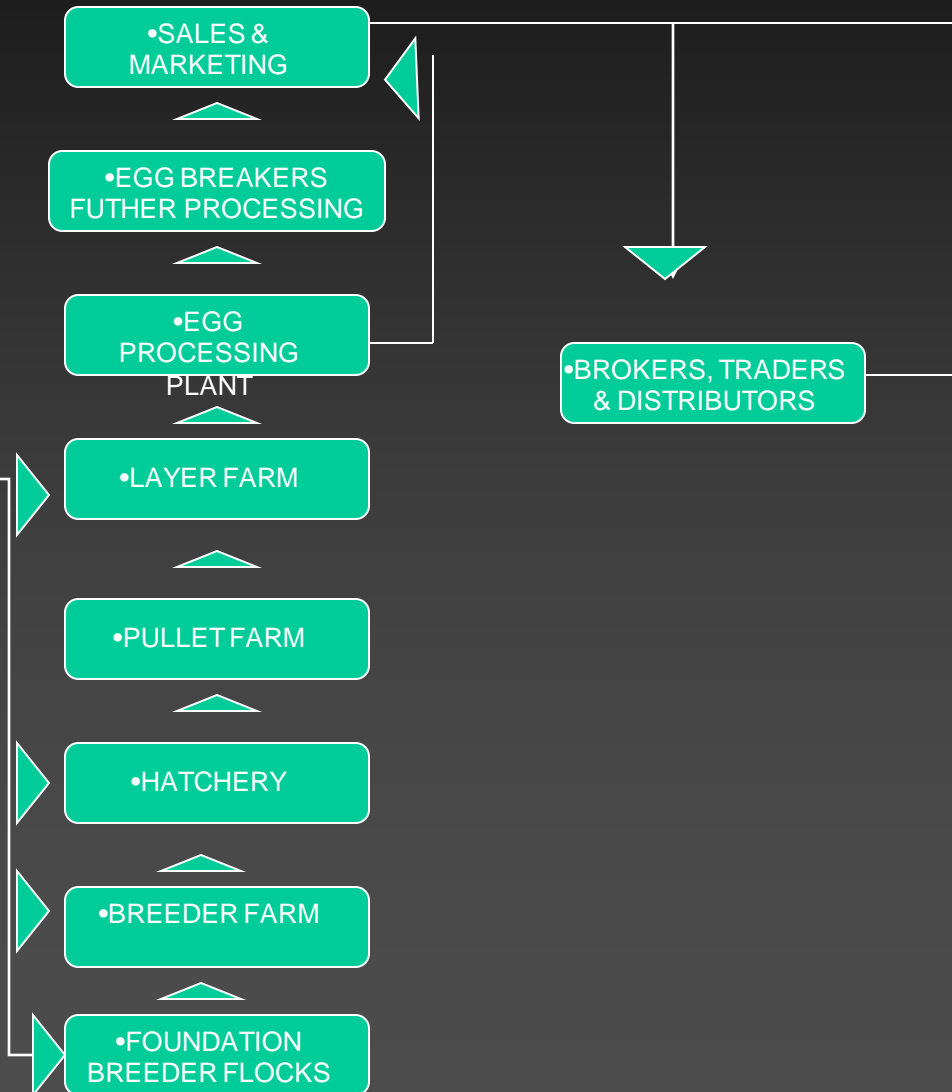 •SALES &
MARKETING
•EGG BREAKERS
FUTHER PROCESSING
•EGG
PROCESSING
PLANT
•BROKERS, TRADERS
& DISTRIBUTORS
•LAYER FARM
•PULLET FARM
•HATCHERY
•BREEDER FARM
•FOUNDATION
BREEDER FLOCKS